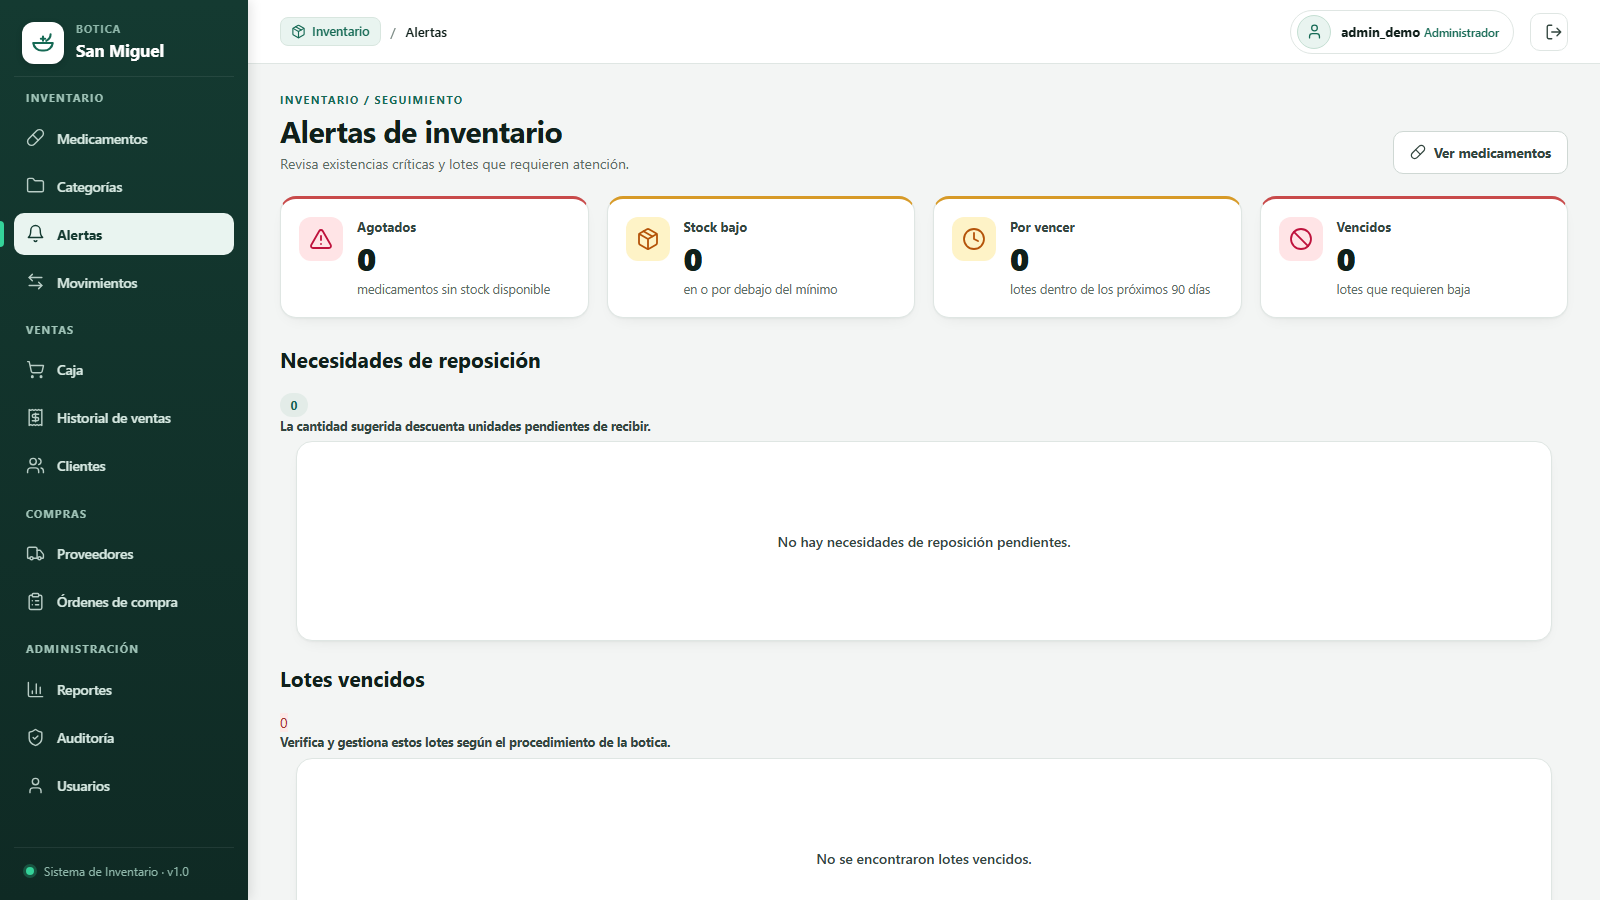 BOTICA
San Miguel
INVENTARIO
Medicamentos
Categorías
Alertas
Movimientos
VENTAS
Caja
Historial de ventas
Clientes
COMPRAS
Proveedores
Órdenes de compra
ADMINISTRACIÓN
Reportes
Auditoría
Usuarios
Sistema de Inventario · v1.0
Inventario / Alertas
admin_demo Administrador
INVENTARIO / SEGUIMIENTO
Alertas de inventario
Revisa existencias críticas y lotes que requieren atención.
Ver medicamentos
Agotados
0
medicamentos sin stock disponible
Stock bajo
0
en o por debajo del mínimo
Por vencer
0
lotes dentro de los próximos 90 días
Vencidos
0
lotes que requieren baja
Necesidades de reposición
0
La cantidad sugerida descuenta unidades pendientes de recibir.
No hay necesidades de reposición pendientes.
Lotes vencidos
0
Verifica y gestiona estos lotes según el procedimiento de la botica.
No se encontraron lotes vencidos.